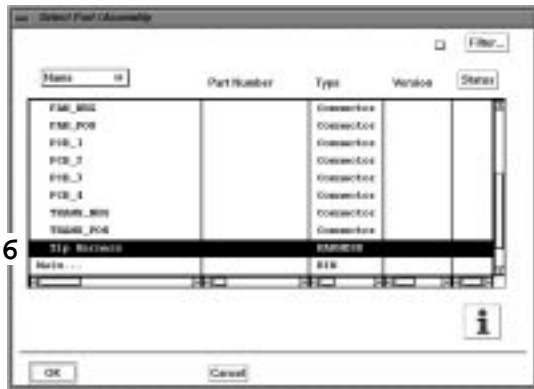 Select Part /Assembly
Filter...
Name Part Number Type Version Status
FAN_NEG Connector
FAN_POS Connector
PCB_1 Connector
PCB_2 Connector
PCB_3 Connector
PCB_4 Connector
TRANS_NEG Connector
TRANS_POS Connector
6 Zip Harness HARNESS
Main... BIN
i
OK Cancel